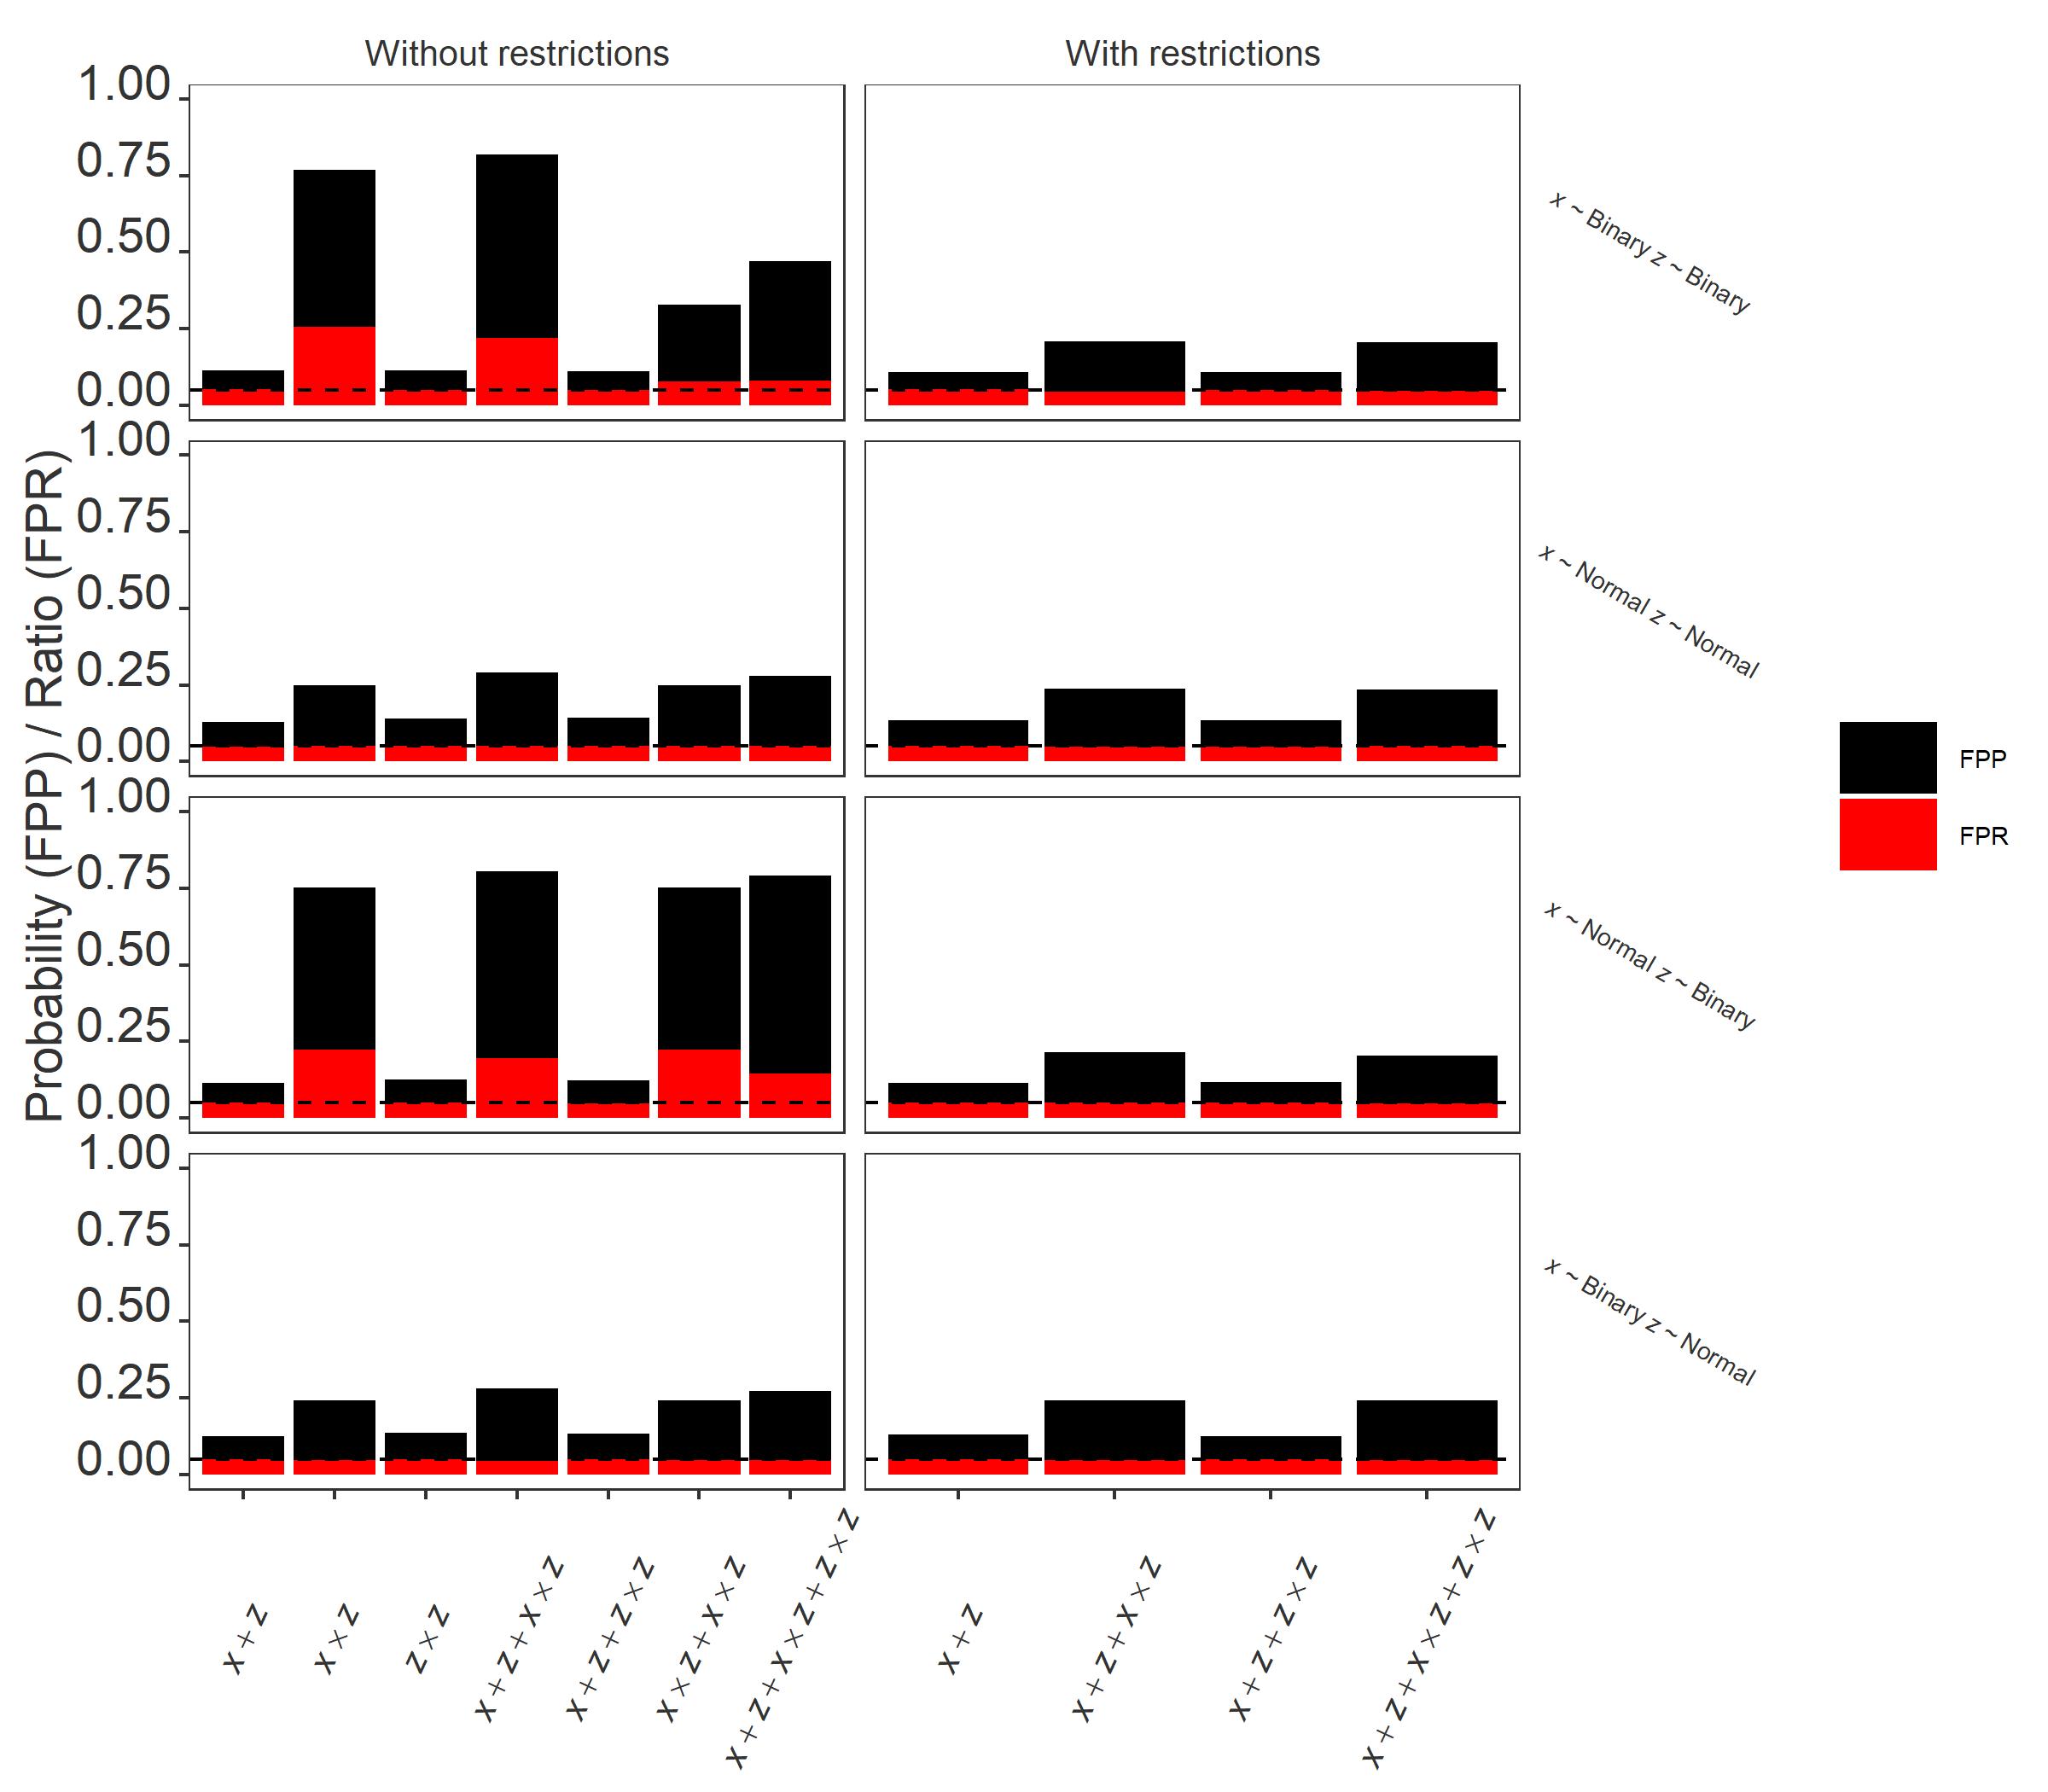 Without restrictions
With restrictions
Probability (FPP) / Ratio (FPR)
1.00
0.75
0.50
0.25
0.00
x ~ Binary z ~ Binary
1.00
0.75
0.50
0.25
0.00
x ~ Normal z ~ Normal
1.00
0.75
0.50
0.25
0.00
x ~ Normal z ~ Binary
1.00
0.75
0.50
0.25
0.00
x ~ Binary z ~ Normal
x + z
x × z
z × z
x + z + x × z
x + z + z × z
x × z + x × z
x + z + x × z + z × z
x + z
x + z + x × z
x + z + z × z
x + z + x × z + z × z
FPP
FPR